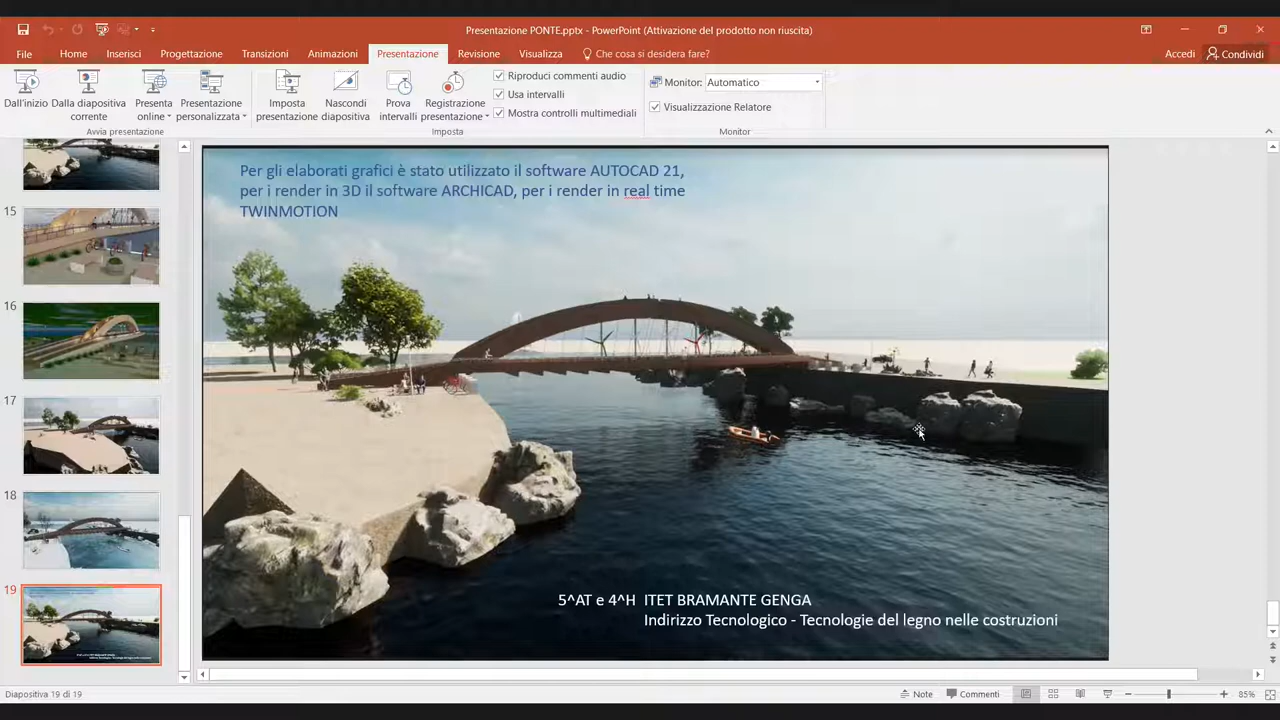 Presentazione PONTE.pptx - PowerPoint (Attivazione del prodotto non riuscita)
File Home Inserisci Progettazione Transizioni Animazioni Presentazione Revisione Visualizza Che cosa si desidera fare? Accedi Condividi
Dall'inizio
Dalla diapositiva corrente
Presenta online
Presentazione personalizzata
Avvia presentazione
Imposta presentazione
Nascondi diapositiva
Prova intervalli
Registrazione presentazione
Riproduci commenti audio
Usa intervalli
Mostra controlli multimediali
Imposta
Monitor: Automatico
Visualizzazione Relatore
Monitor
15
16
17
18
19
Per gli elaborati grafici è stato utilizzato il software AUTOCAD 21,
per i render in 3D il software ARCHICAD, per i render in real time
TWINMOTION
5^AT e 4^H ITET BRAMANTE GENGA
Indirizzo Tecnologico - Tecnologie del legno nelle costruzioni
Diapositiva 19 di 19
Note Commenti 85%